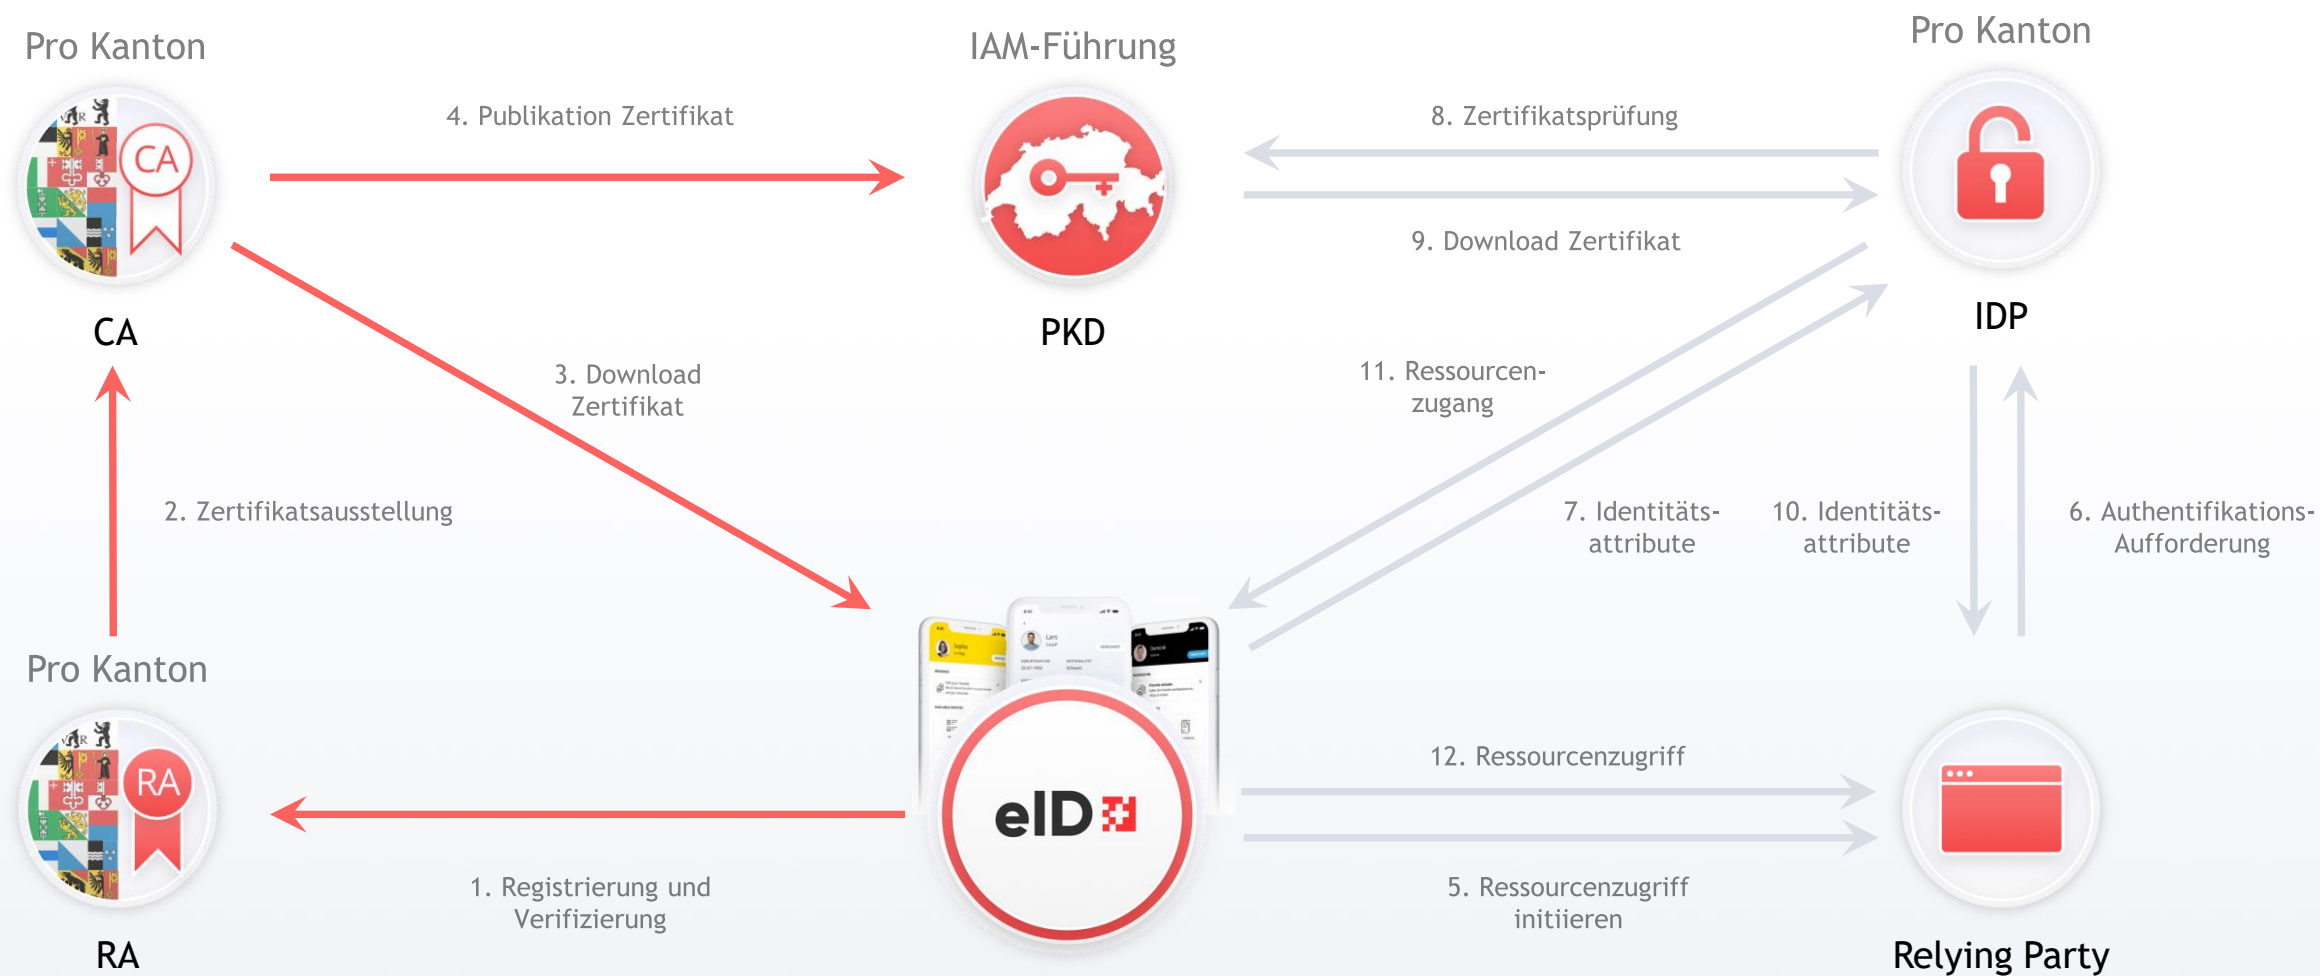 Pro Kanton
IAM-Führung
Pro Kanton
4. Publikation Zertifikat
8. Zertifikatsprüfung
CA
9. Download Zertifikat
CA
PKD
IDP
3. Download
Zertifikat
11. Ressourcen-
zugang
2. Zertifikatsausstellung
7. Identitäts-
attribute
10. Identitäts-
attribute
6. Authentifikations-
Aufforderung
Pro Kanton
Lars
RA
eID
12. Ressourcenzugriff
1. Registrierung und
Verifizierung
5. Ressourcenzugriff
initiieren
RA
Relying Party